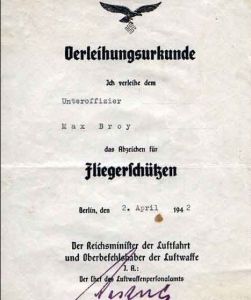 Verleihungsurkunde
Ich verleihe dem
Unteroffizier
Max Broy
das Abzeichen für
Fliegerschützen
Berlin, den 2. April 1942
Der Reichsminister der Luftfahrt
und Oberbefehlshaber der Luftwaffe
I. A.:
Der Chef des Luftwaffenpersonalamts